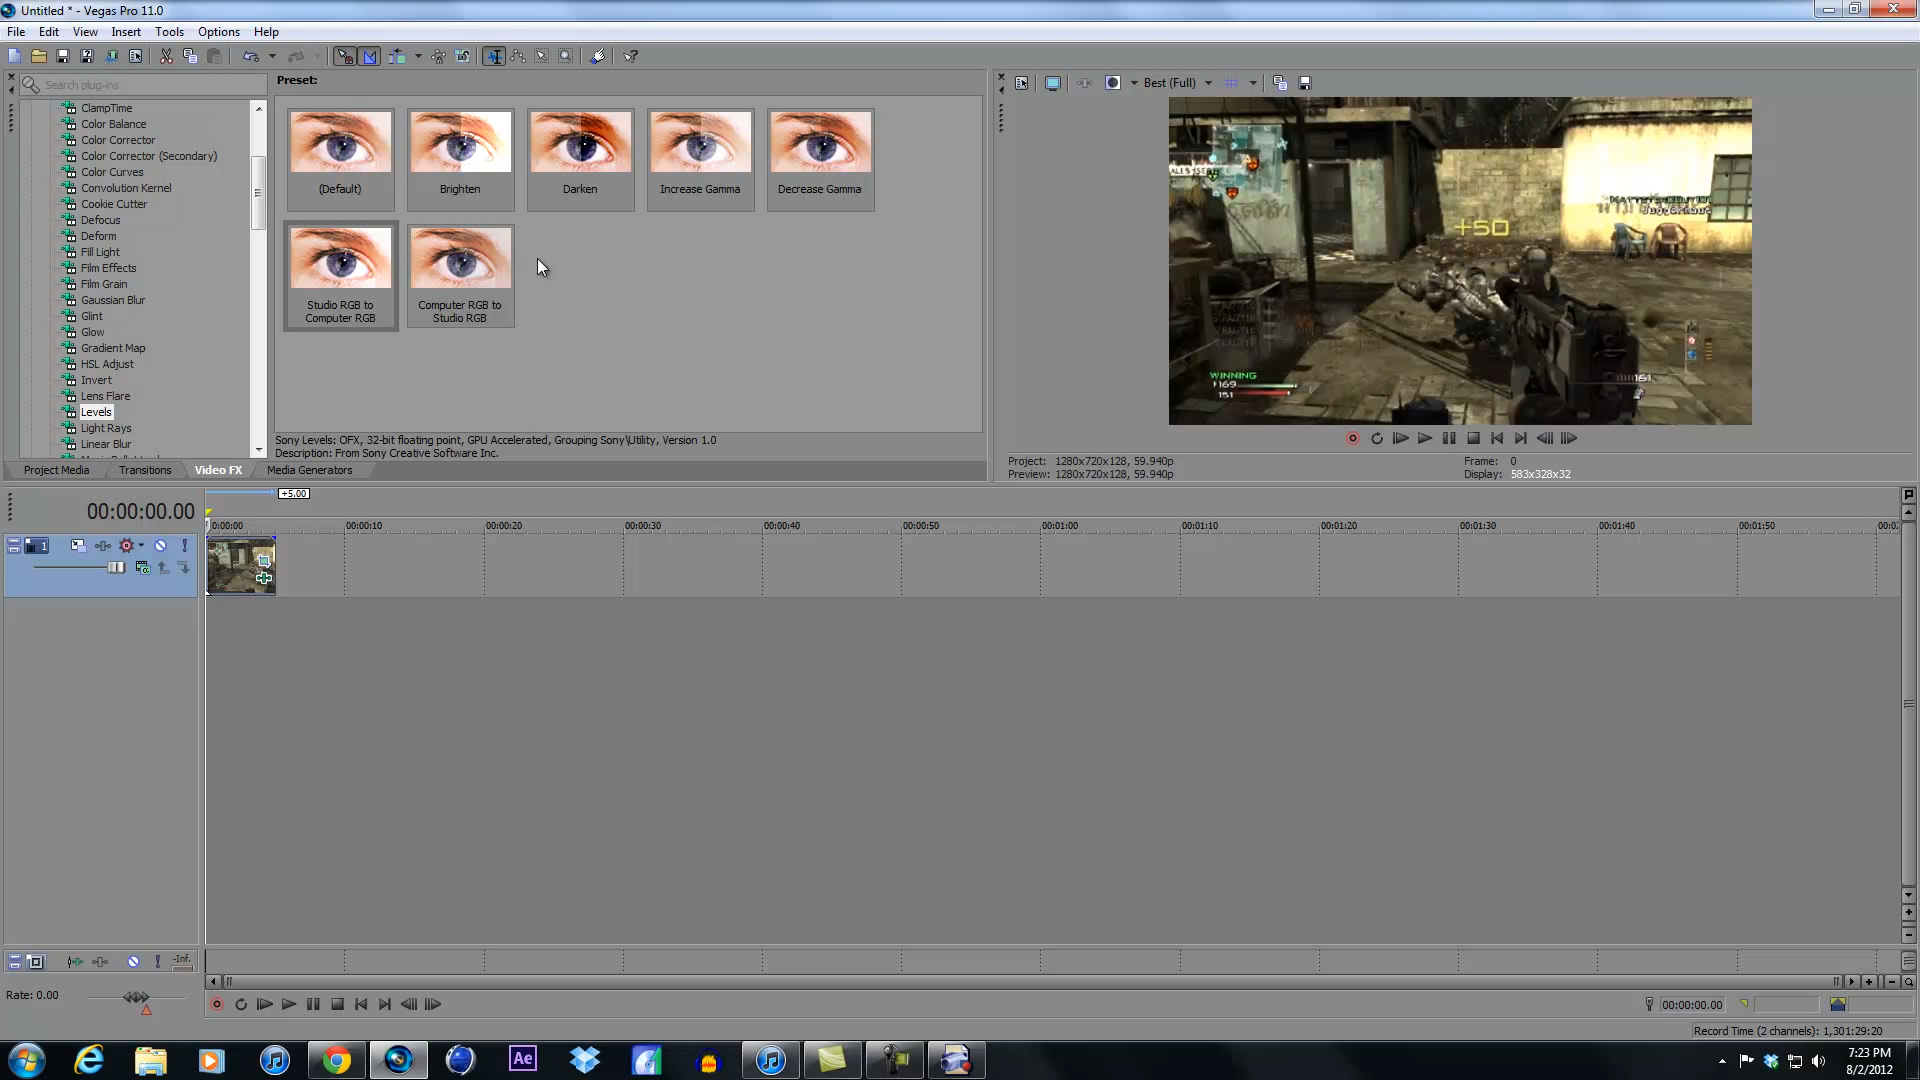 Untitled * - Vegas Pro 11.0
File Edit View Insert Tools Options Help
Search plug-ins
Preset:
Best (Full)
ClampTime
Color Balance
Color Corrector
Color Corrector (Secondary)
Color Curves
Convolution Kernel
Cookie Cutter
Defocus
Deform
Fill Light
Film Effects
Film Grain
Gaussian Blur
Glint
Glow
Gradient Map
HSL Adjust
Invert
Lens Flare
Levels
Light Rays
Linear Blur
(Default)
Brighten
Darken
Increase Gamma
Decrease Gamma
Studio RGB to
Computer RGB
Computer RGB to
Studio RGB
Sony Levels: OFX, 32-bit floating point, GPU Accelerated, Grouping Sony\Utility, Version 1.0
Description: From Sony Creative Software Inc.
Project Media Transitions Video FX Media Generators
+50
Juggernaut
WINNING
169
151
161
Project: 1280x720x128, 59.940p
Preview: 1280x720x128, 59.940p
Frame: 0
Display: 583x328x32
00:00:00.00
+5.00
0:00:00 00:00:10 00:00:20 00:00:30 00:00:40 00:00:50 00:01:00 00:01:10 00:01:20 00:01:30 00:01:40 00:01:50
1
-Inf.
Rate: 0.00
00:00:00.00
Record Time (2 channels): 1,301:29:20
Ae
7:23 PM
8/2/2012